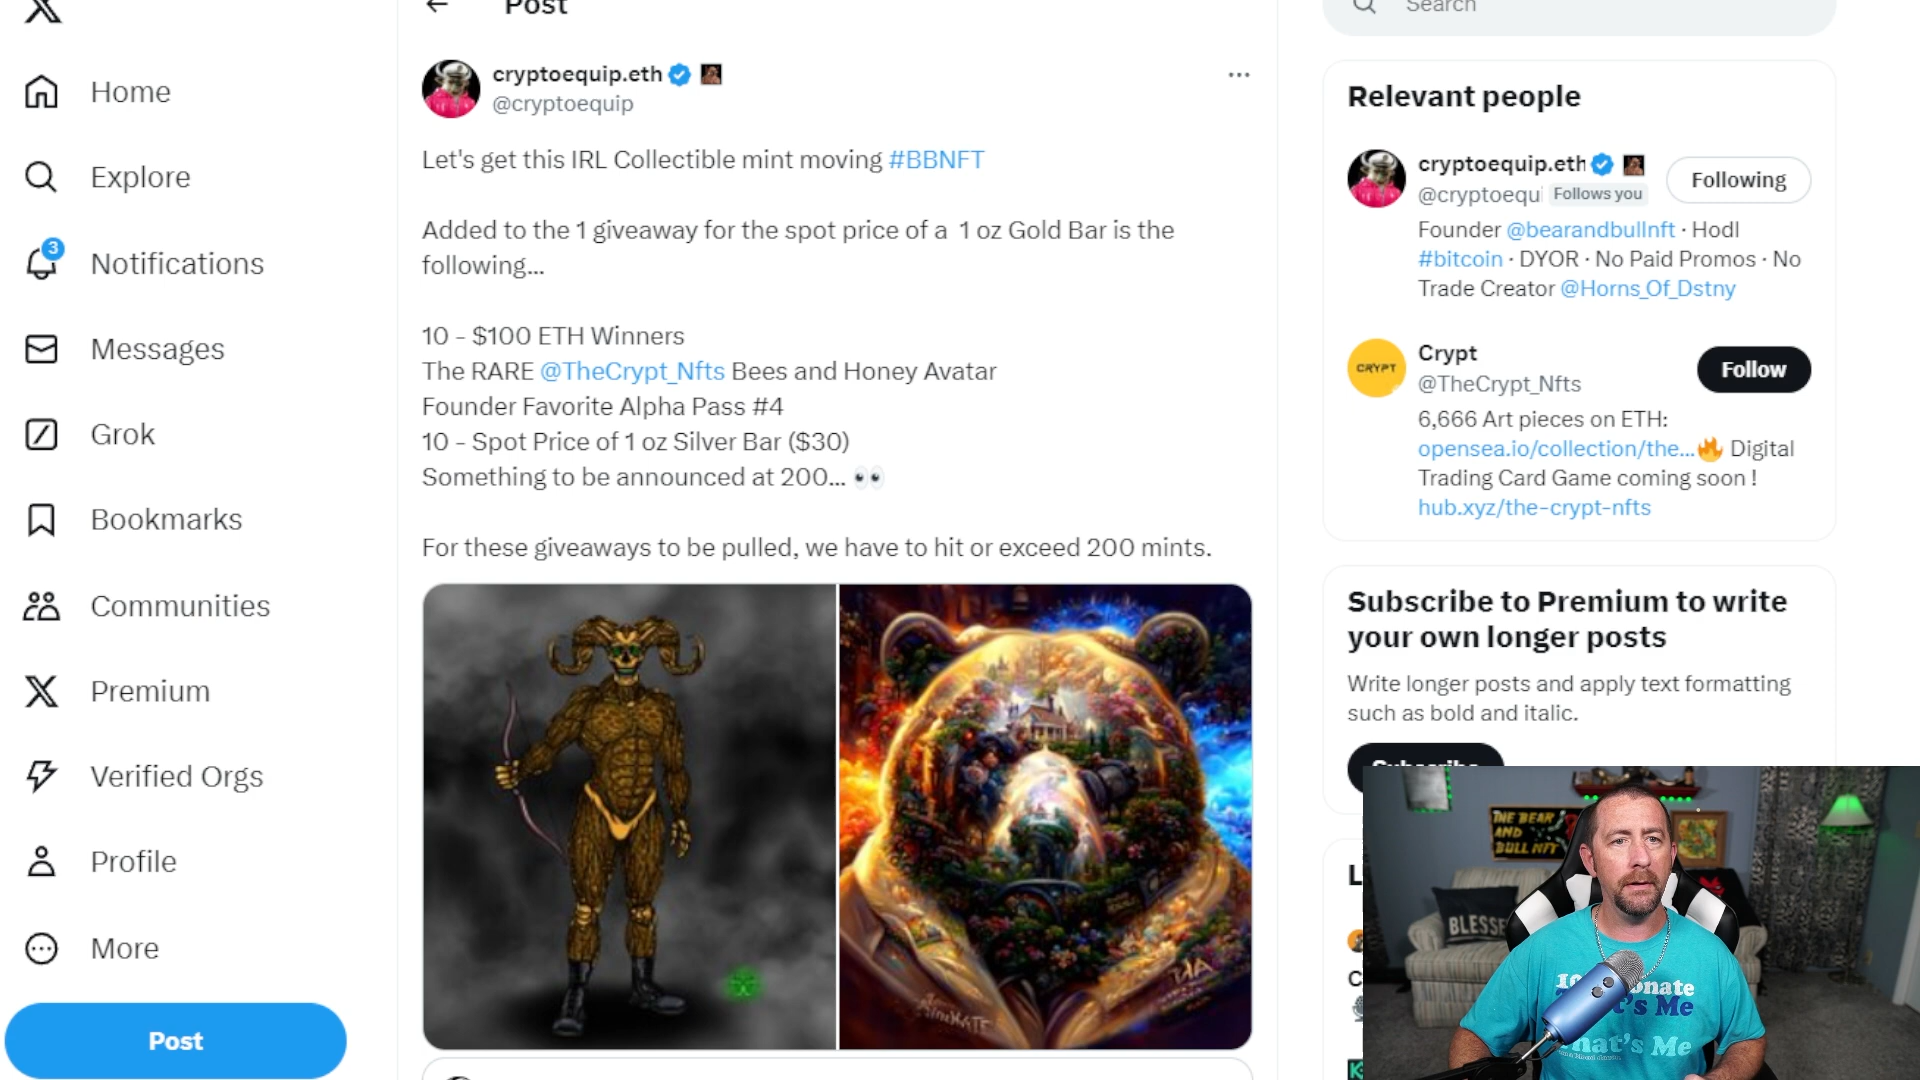 Post
Search
Home
Explore
3
Notifications
Messages
Grok
Bookmarks
Communities
Premium
Verified Orgs
Profile
More
Post
cryptoequip.eth
@cryptoequip
Let's get this IRL Collectible mint moving #BBNFT
Added to the 1 giveaway for the spot price of a 1 oz Gold Bar is the
following...
10 - $100 ETH Winners
The RARE @TheCrypt_Nfts Bees and Honey Avatar
Founder Favorite Alpha Pass #4
10 - Spot Price of 1 oz Silver Bar ($30)
Something to be announced at 200... 👀
For these giveaways to be pulled, we have to hit or exceed 200 mints.
Relevant people
cryptoequip.eth
Following
@cryptoequi
Follows you
Founder @bearandbullnft · Hodl
#bitcoin · DYOR · No Paid Promos · No
Trade Creator @Horns_Of_Dstny
CRYPT
Crypt
Follow
@TheCrypt_Nfts
6,666 Art pieces on ETH:
opensea.io/collection/the...🔥 Digital
Trading Card Game coming soon !
hub.xyz/the-crypt-nfts
Subscribe to Premium to write
your own longer posts
Write longer posts and apply text formatting
such as bold and italic.
Subscribe
THE BEAR
AND
BULL NFT
BLESSE
That's Me